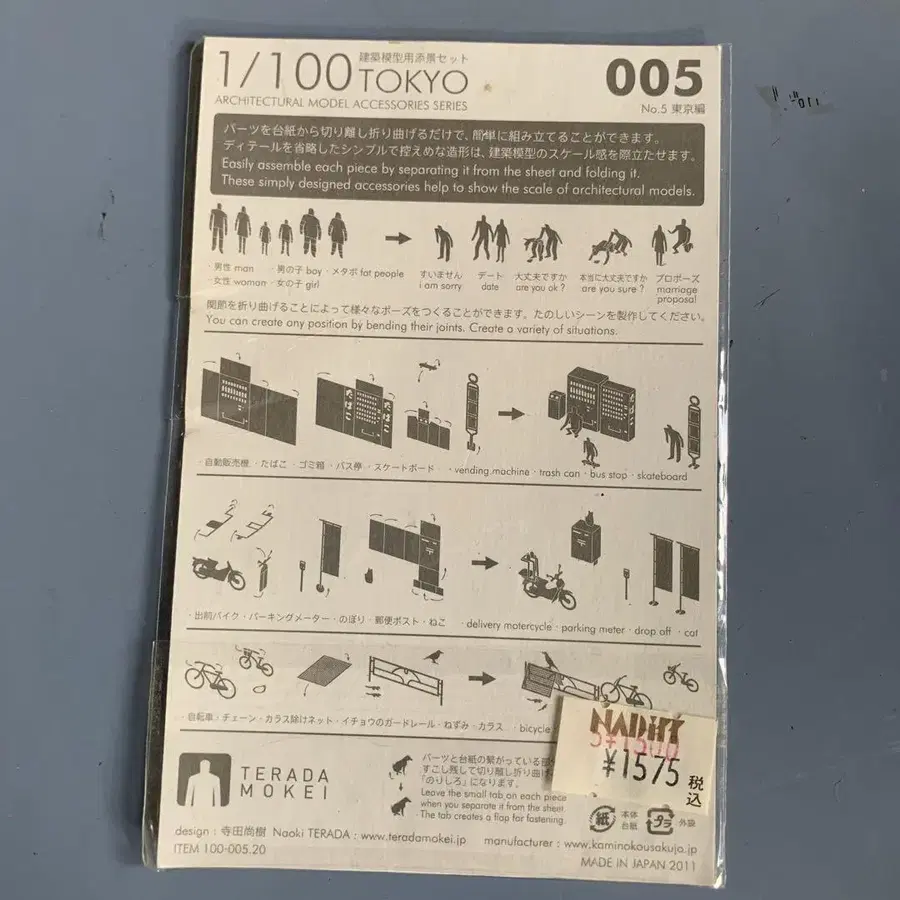 1/100 建築模型用添景セット TOKYO
ARCHITECTURAL MODEL ACCESSORIES SERIES
005
No.5 東京編
パーツを台紙から切り離し折り曲げるだけで、簡単に組み立てることができます。
ディテールを省略したシンプルで控えめな造形は、建築模型のスケール感を際立たせます。
Easily assemble each piece by separating it from the sheet and folding it.
These simply designed accessories help to show the scale of architectural models.
・男性 man ・男の子 boy ・メタボ fat people
・女性 woman ・女の子 girl
すいません
i am sorry
デート
date
大丈夫ですか
are you ok ?
本当に大丈夫ですか
are you sure ?
プロポーズ
marriage
proposal
関節を折り曲げることによって様々なポーズをつくることができます。たのしいシーンを製作してください。
You can create any position by bending their joints. Create a variety of situations.
たばこ
たばこ
・自動販売機 ・たばこ ・ゴミ箱 ・バス停 ・スケートボード ・vending machine ・trash can ・bus stop ・skateboard
・出前バイク・パーキングメーター・のぼり・郵便ポスト・ねこ ・delivery motercycle・parking meter・drop off・cat
・自転車・チェーン・カラス除けネット・イチョウのガードレール・ねずみ・カラス ・bicycle
NADiff
¥1575 税込
TERADA
MOKEI
パーツと台紙の繋がっている部
すこし残して切り離し折り曲げ
「のりしろ」になります。
Leave the small tab on each piece
when you separate it from the sheet.
The tab creates a flap for fastening.
紙 本体 台紙
プラ 外袋
design : 寺田尚樹 Naoki TERADA : www.teradamokei.jp manufacturer : www.kaminokousakujo.jp
ITEM 100-005.20
MADE IN JAPAN 2011